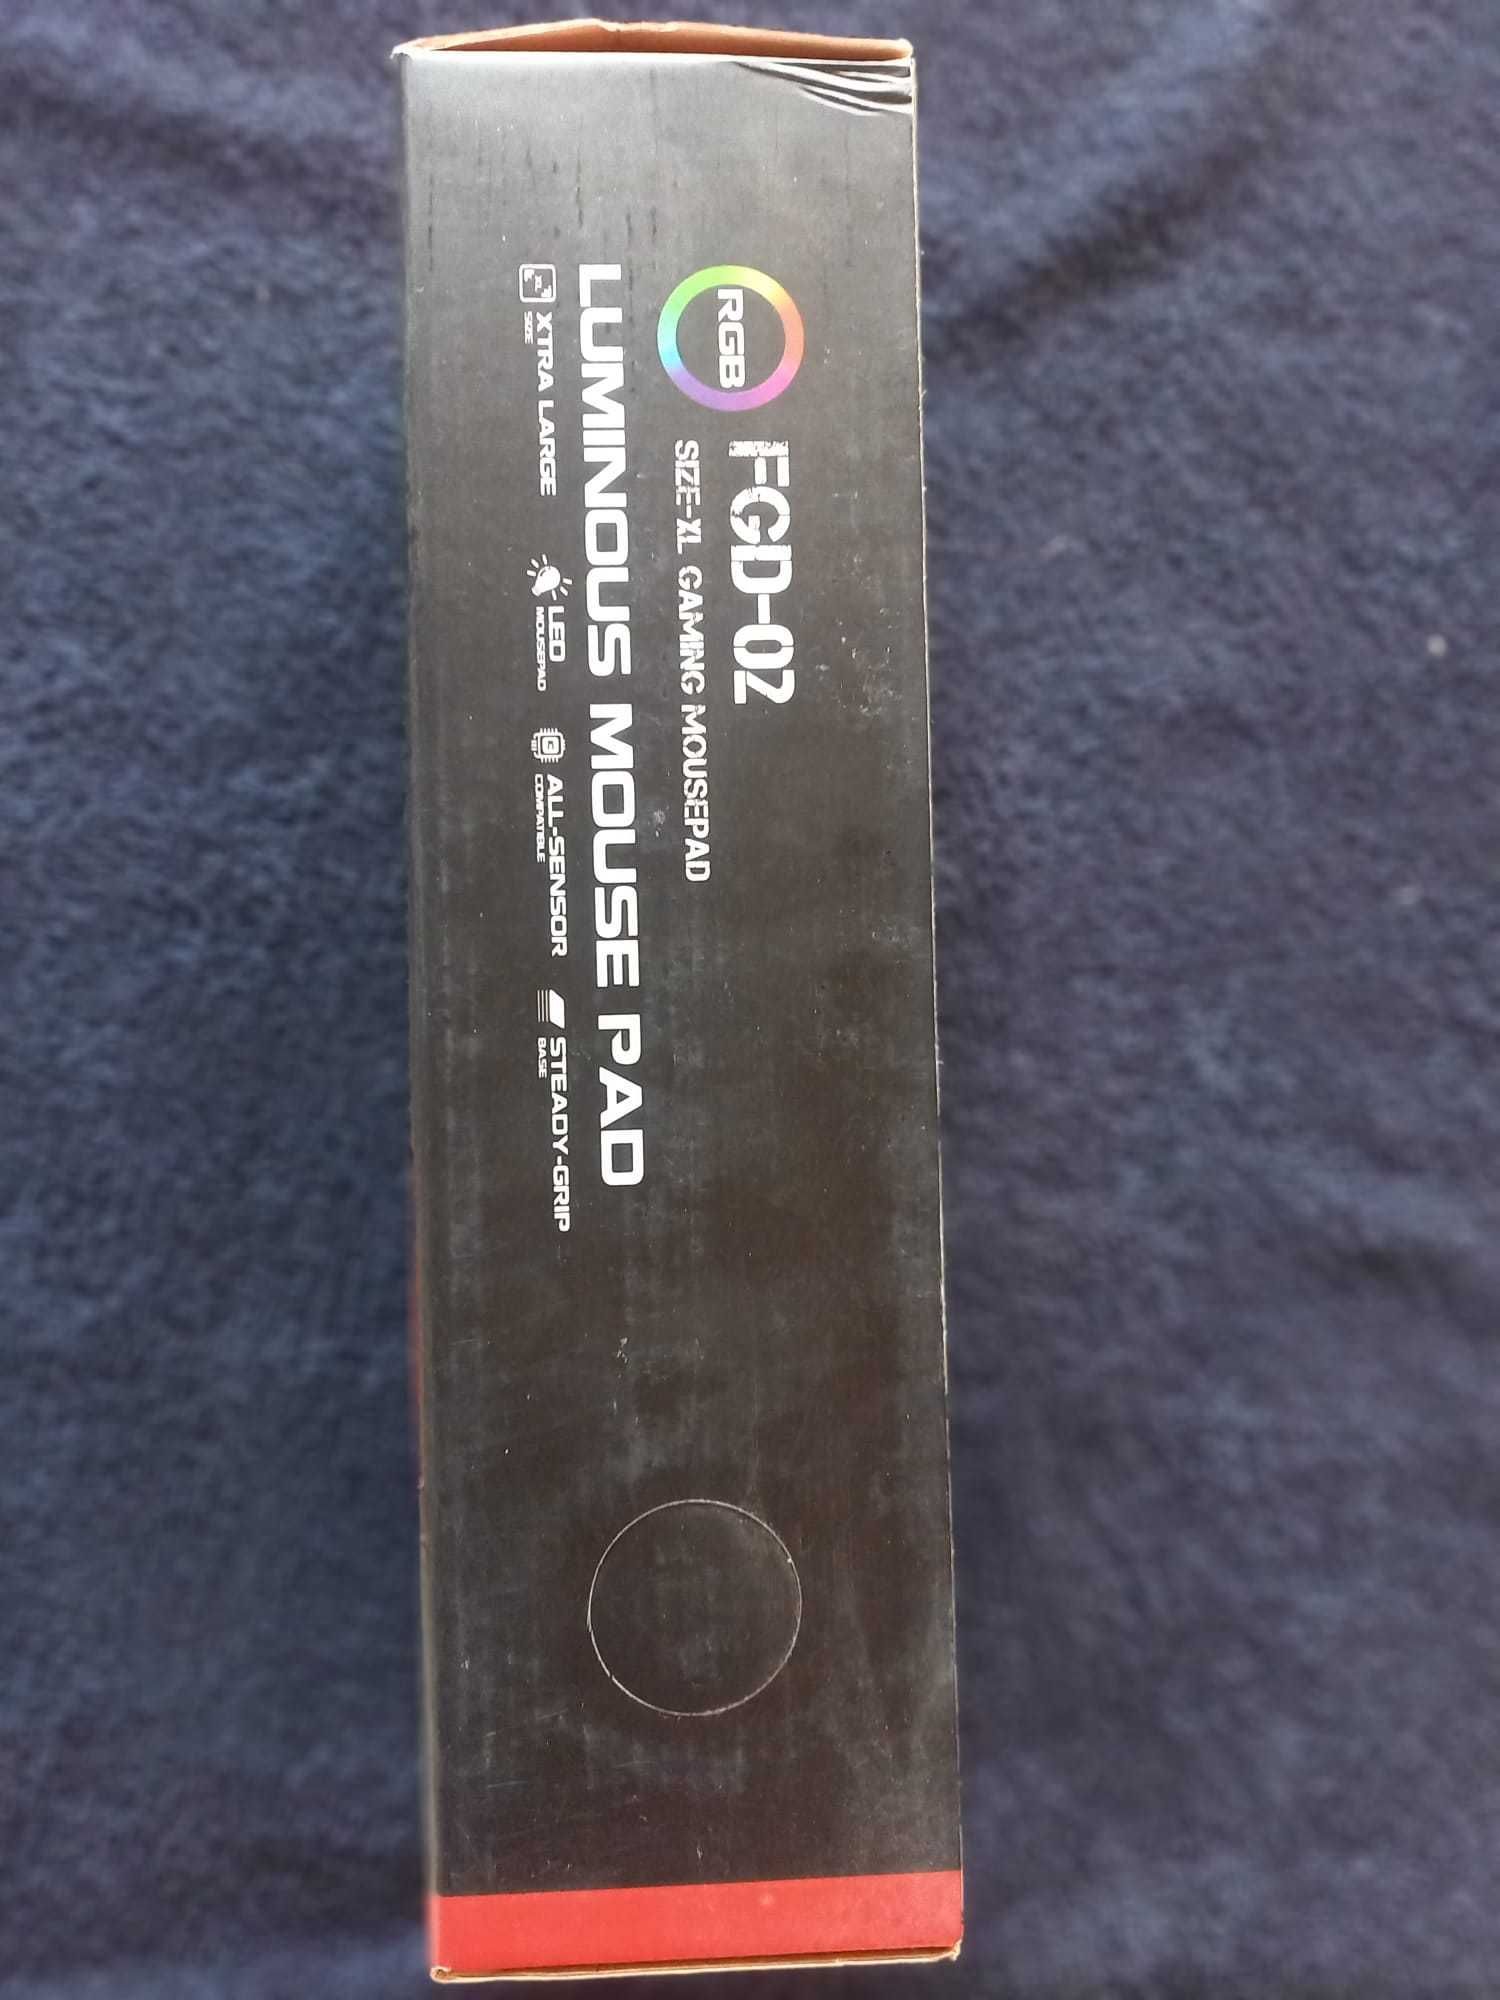 RGB
FGD-02
SIZE-XL GAMING MOUSEPAD
LUMINOUS MOUSE PAD
XTRA LARGE
SIZE
LED
MOUSEPAD
ALL-SENSOR
COMPATIBLE
STEADY-GRIP
BASE